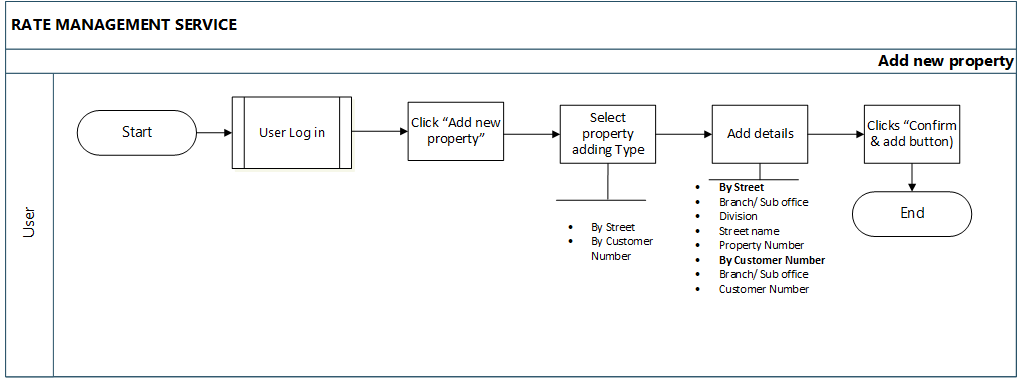 RATE MANAGEMENT SERVICE
Add new property
User
Start
User Log in
Click “Add new
property”
Select
property
adding Type
Add details
Clicks “Confirm
& add button)
End
• By Street
• By Customer
Number
• By Street
• Branch/ Sub office
• Division
• Street name
• Property Number
• By Customer Number
• Branch/ Sub office
• Customer Number